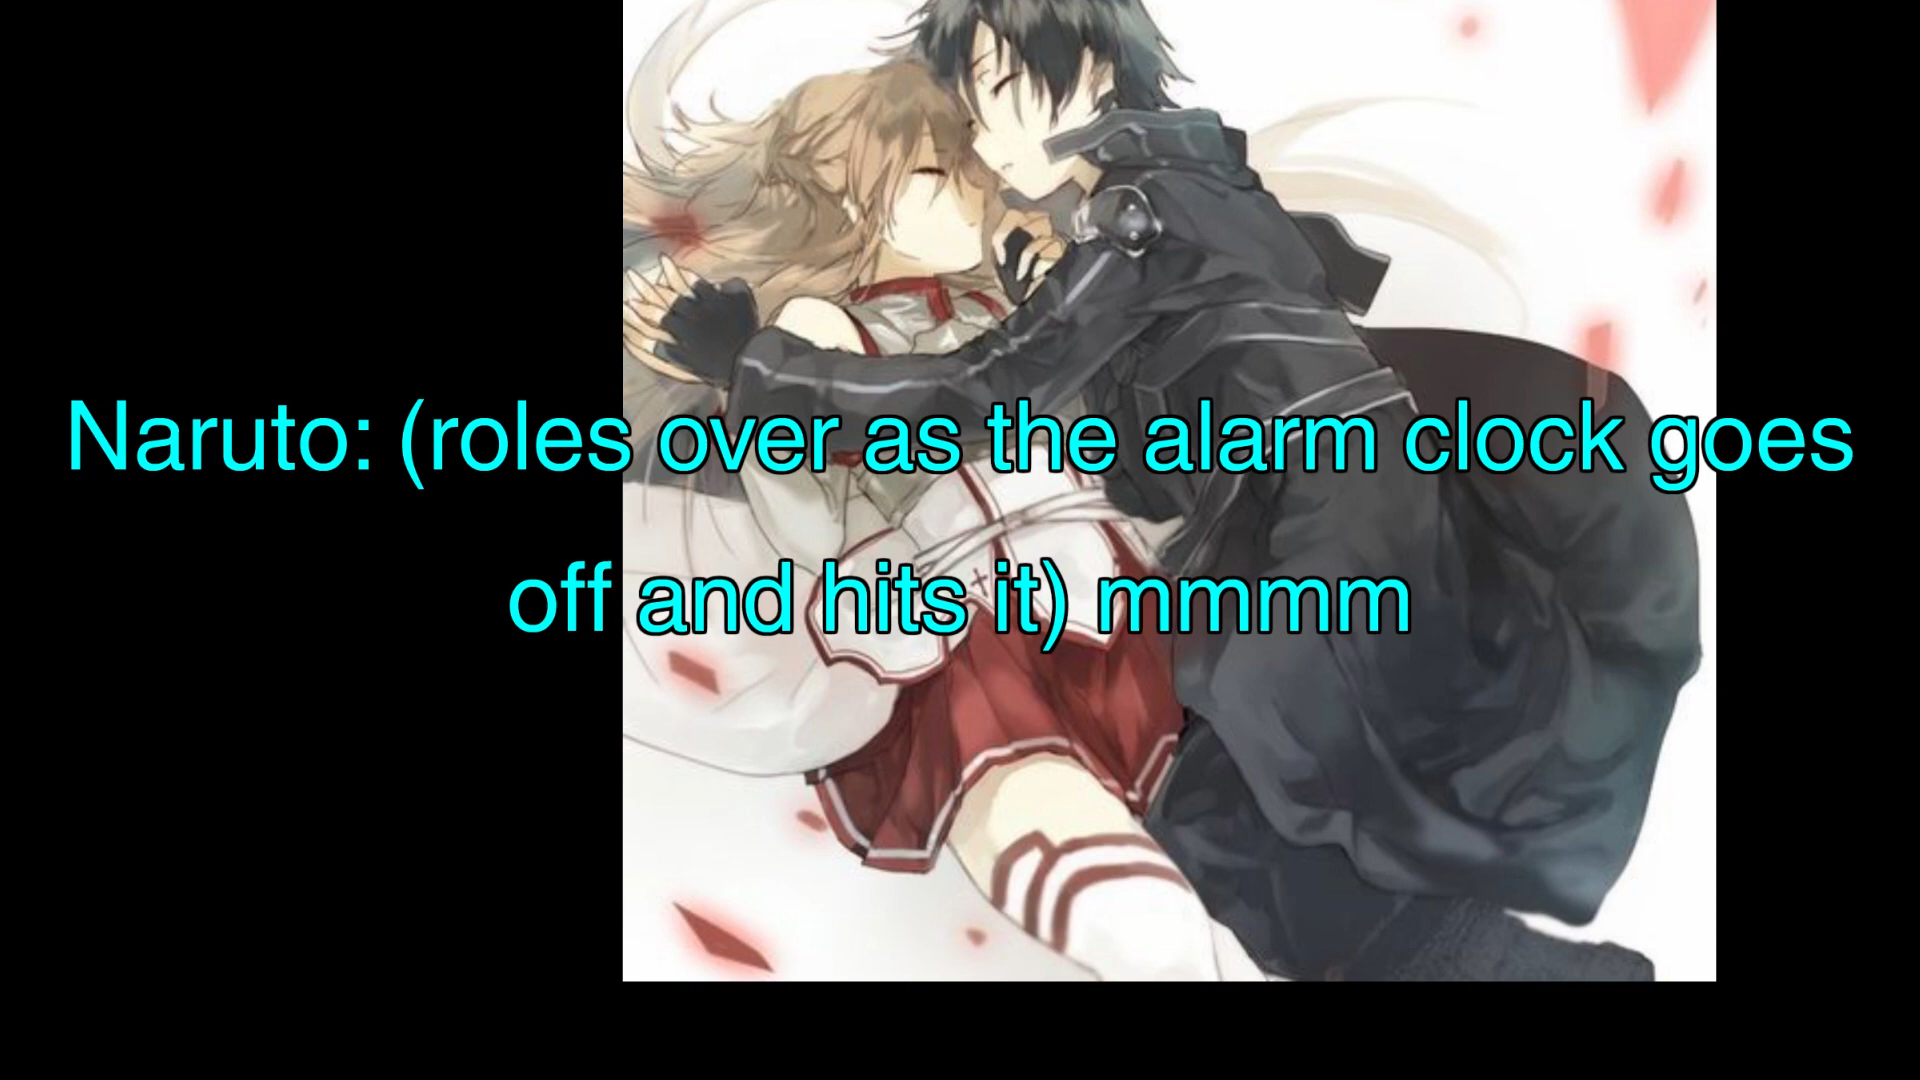 Naruto: (roles over as the alarm clock goes
off and hits it) mmmm